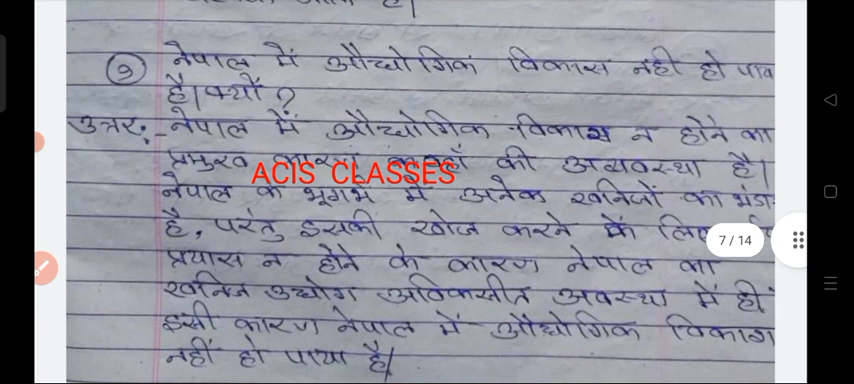 ⑨ नेपाल में औद्योगिक विकास नही हो पाय
है। क्यों ?
उत्तर:- नेपाल में औद्योगिक विकास न होने का
प्रमुख कारण की अव्यवस्था है।
ACIS CLASSES
नेपाल के भूगर्भ में अनेक खनिजों का भंडा
है, परंतु इसकी खोज करने के लिए
7 / 14
प्रयास न होने के कारण नेपाल का
खनिज उद्योग अविकसीत अवस्था में ही
इसी कारण नेपाल में औद्योगिक विकास
नहीं हो पाया है।